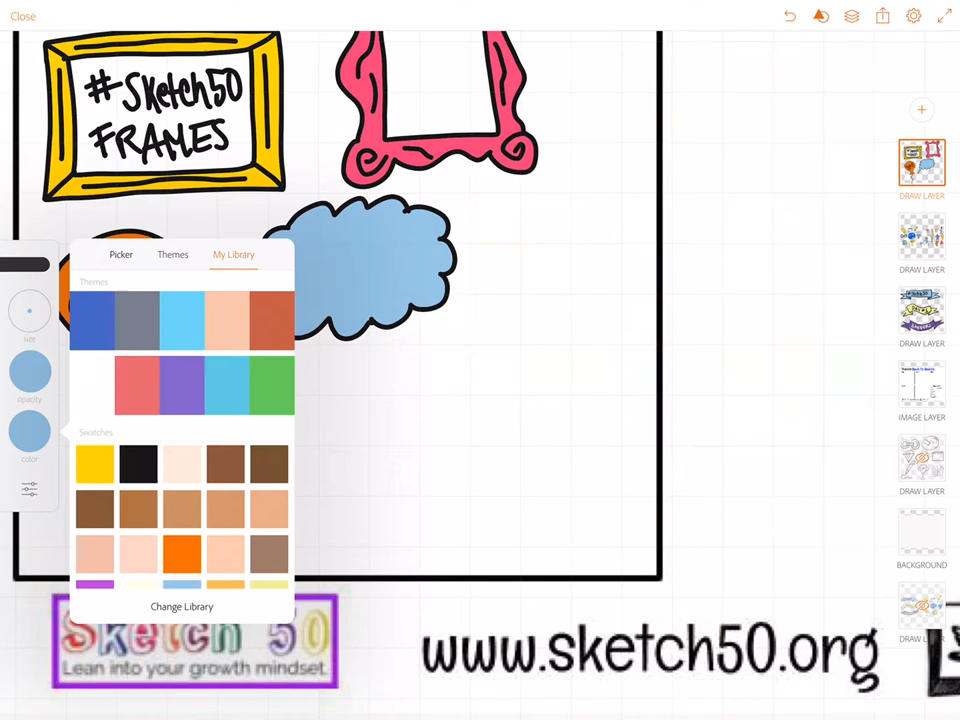 Close
#Sketch50
FRAMES
DRAW LAYER
DRAW LAYER
DRAW LAYER
IMAGE LAYER
DRAW LAYER
BACKGROUND
size
opacity
color
Picker
Themes
My Library
Themes
Swatches
Change Library
Sketch 50
Lean into your growth mindset.
www.sketch50.org